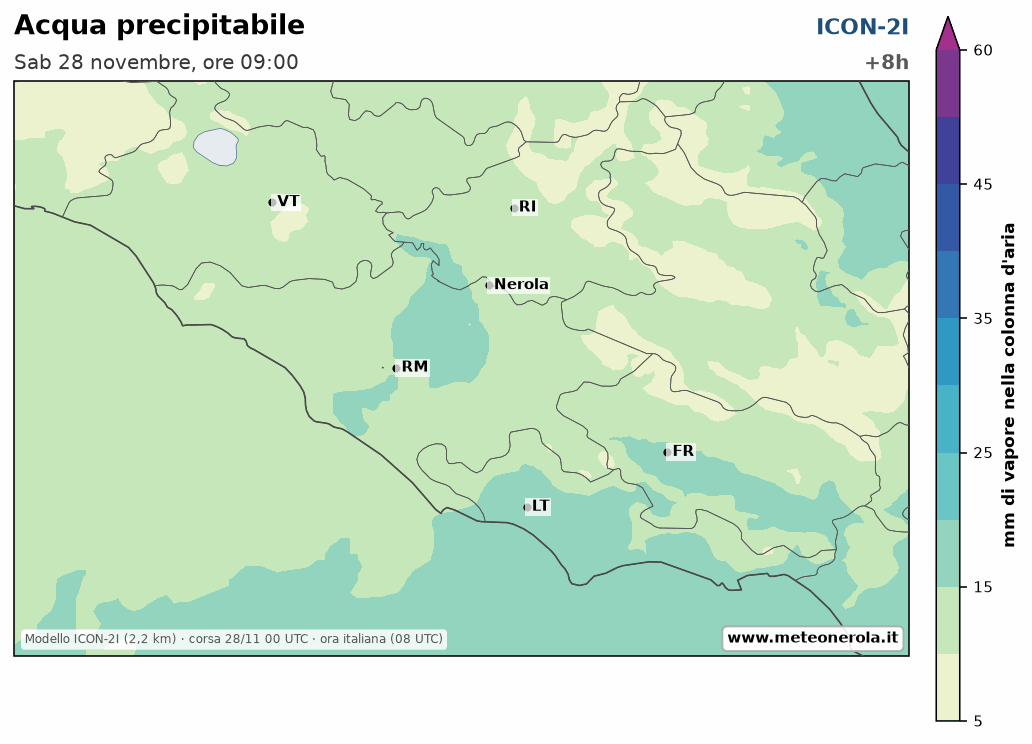 Acqua precipitabile
ICON-2I
Sab 28 novembre, ore 09:00
+8h
60
VT
RI
45
Nerola
35
RM
mm di vapore nella colonna d'aria
FR
25
LT
15
Modello ICON-2I (2,2 km) · corsa 28/11 00 UTC · ora italiana (08 UTC)
www.meteonerola.it
5